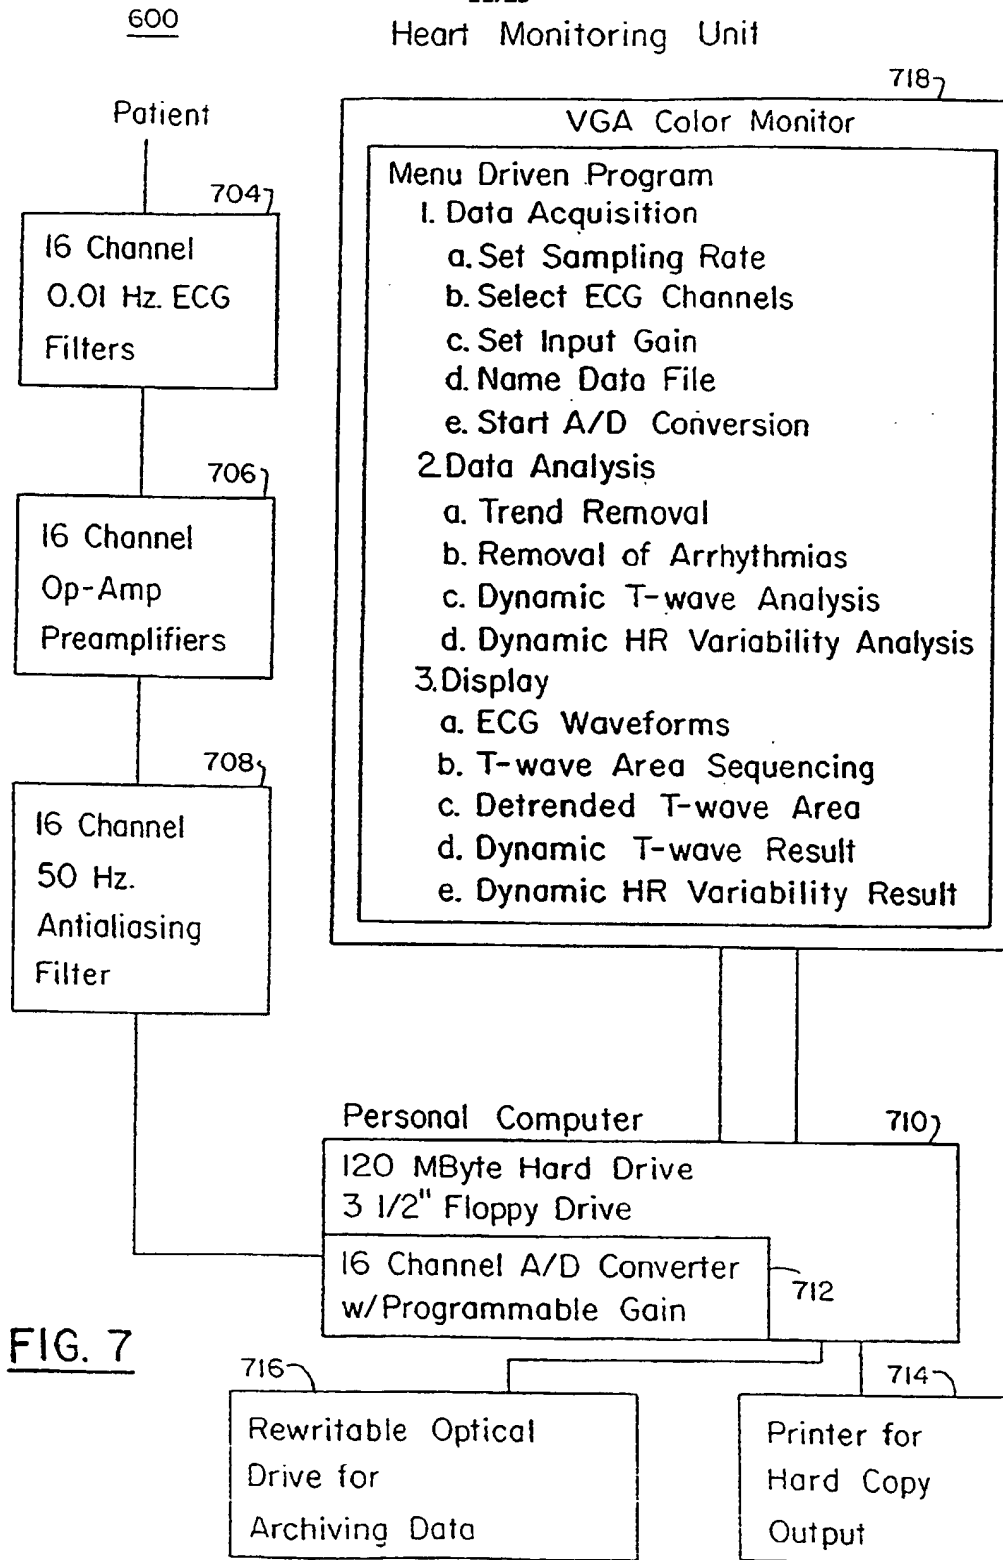 600
Heart Monitoring Unit
Patient
704
16 Channel
0.01 Hz. ECG
Filters
706
16 Channel
Op-Amp
Preamplifiers
708
16 Channel
50 Hz.
Antialiasing
Filter
718
VGA Color Monitor
Menu Driven Program
1. Data Acquisition
a. Set Sampling Rate
b. Select ECG Channels
c. Set Input Gain
d. Name Data File
e. Start A/D Conversion
2. Data Analysis
a. Trend Removal
b. Removal of Arrhythmias
c. Dynamic T-wave Analysis
d. Dynamic HR Variability Analysis
3. Display
a. ECG Waveforms
b. T-wave Area Sequencing
c. Detrended T-wave Area
d. Dynamic T-wave Result
e. Dynamic HR Variability Result
Personal Computer
710
120 MByte Hard Drive
3 1/2" Floppy Drive
16 Channel A/D Converter
w/Programmable Gain
712
FIG. 7
716
Rewritable Optical
Drive for
Archiving Data
714
Printer for
Hard Copy
Output